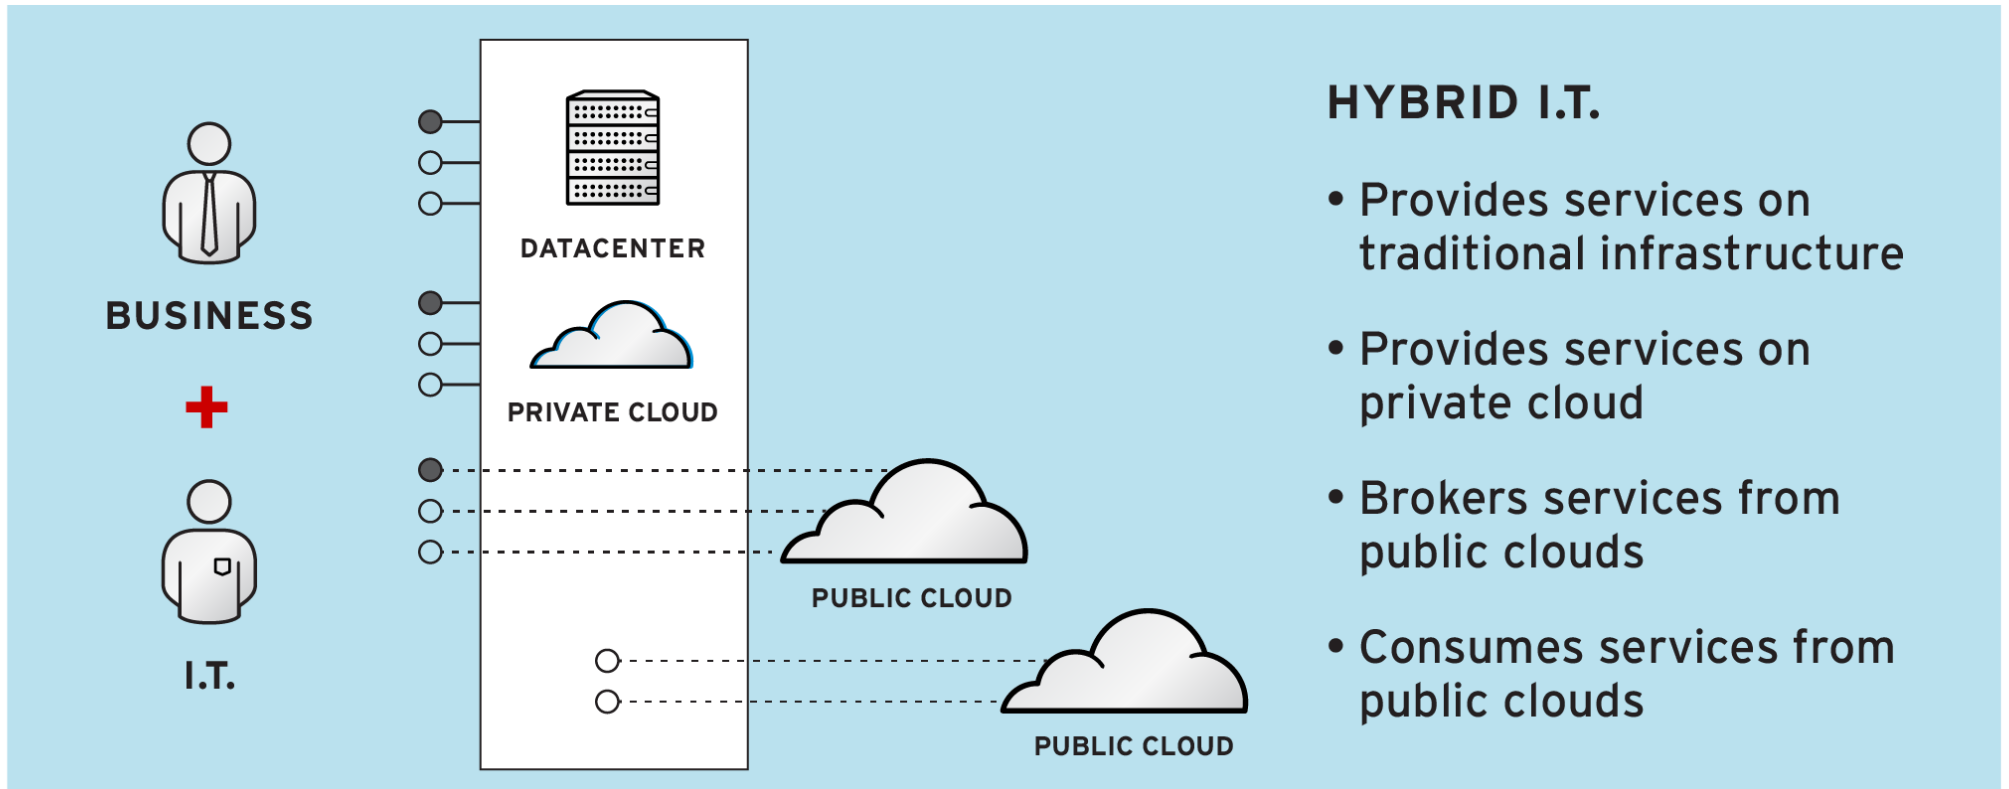 BUSINESS
+
I.T.
DATACENTER
PRIVATE CLOUD
PUBLIC CLOUD
PUBLIC CLOUD
HYBRID I.T.
• Provides services on
traditional infrastructure
• Provides services on
private cloud
• Brokers services from
public clouds
• Consumes services from
public clouds